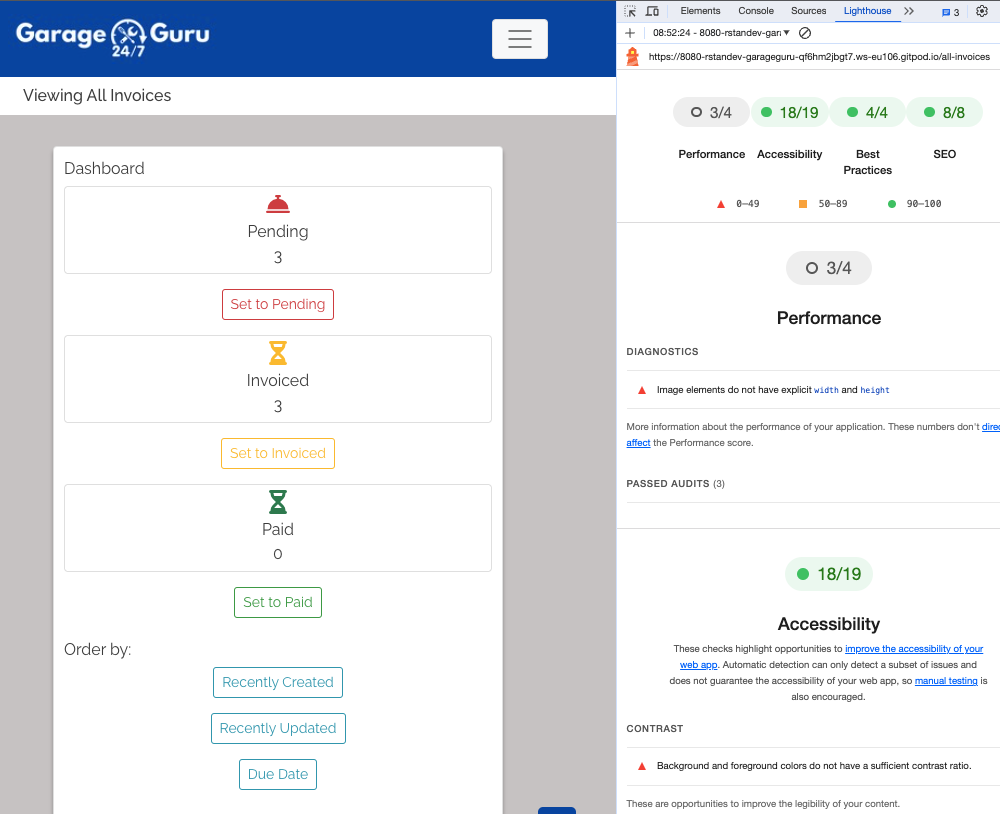 Garage Guru
24/7
Viewing All Invoices
Dashboard
Pending
3
Set to Pending
Invoiced
3
Set to Invoiced
Paid
0
Set to Paid
Order by:
Recently Created
Recently Updated
Due Date
Elements Console Sources Lighthouse 3
08:52:24 - 8080-rstandev-gar
https://8080-rstandev-garageguru-qf6hm2jbgt7.ws-eu106.gitpod.io/all-invoices
3/4 18/19 4/4 8/8
Performance Accessibility Best Practices SEO
0–49 50–89 90–100
3/4
Performance
DIAGNOSTICS
Image elements do not have explicit width and height
More information about the performance of your application. These numbers don't direc
affect the Performance score.
PASSED AUDITS (3)
18/19
Accessibility
These checks highlight opportunities to improve the accessibility of your
web app. Automatic detection can only detect a subset of issues and
does not guarantee the accessibility of your web app, so manual testing is
also encouraged.
CONTRAST
Background and foreground colors do not have a sufficient contrast ratio.
These are opportunities to improve the legibility of your content.